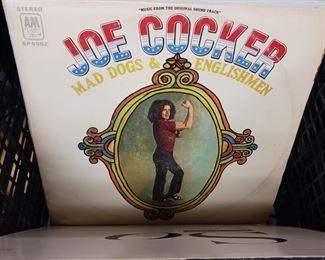 STEREO
"MUSIC FROM THE ORIGINAL SOUND TRACK"
A&M
SP 6002
JOE COCKER
MAD DOGS & ENGLISHMEN